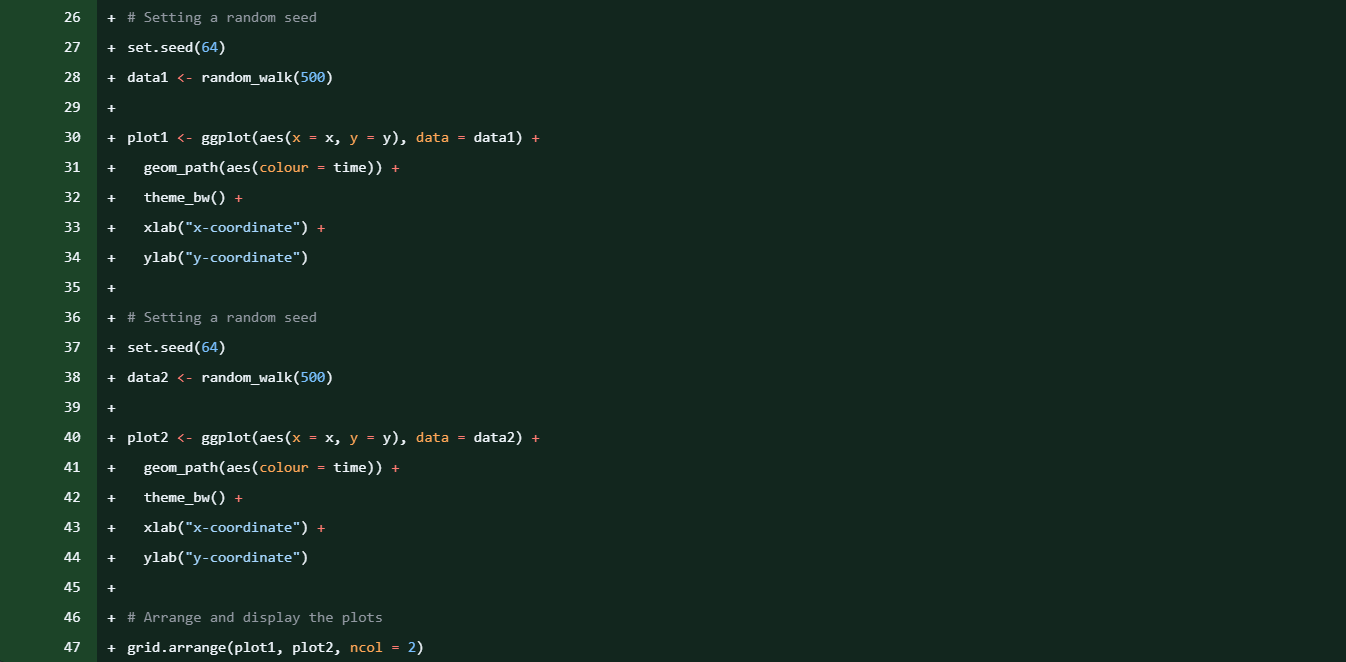 26 + # Setting a random seed
27 + set.seed(64)
28 + data1 <- random_walk(500)
29 +
30 + plot1 <- ggplot(aes(x = x, y = y), data = data1) +
31 +   geom_path(aes(colour = time)) +
32 +   theme_bw() +
33 +   xlab("x-coordinate") +
34 +   ylab("y-coordinate")
35 +
36 + # Setting a random seed
37 + set.seed(64)
38 + data2 <- random_walk(500)
39 +
40 + plot2 <- ggplot(aes(x = x, y = y), data = data2) +
41 +   geom_path(aes(colour = time)) +
42 +   theme_bw() +
43 +   xlab("x-coordinate") +
44 +   ylab("y-coordinate")
45 +
46 + # Arrange and display the plots
47 + grid.arrange(plot1, plot2, ncol = 2)